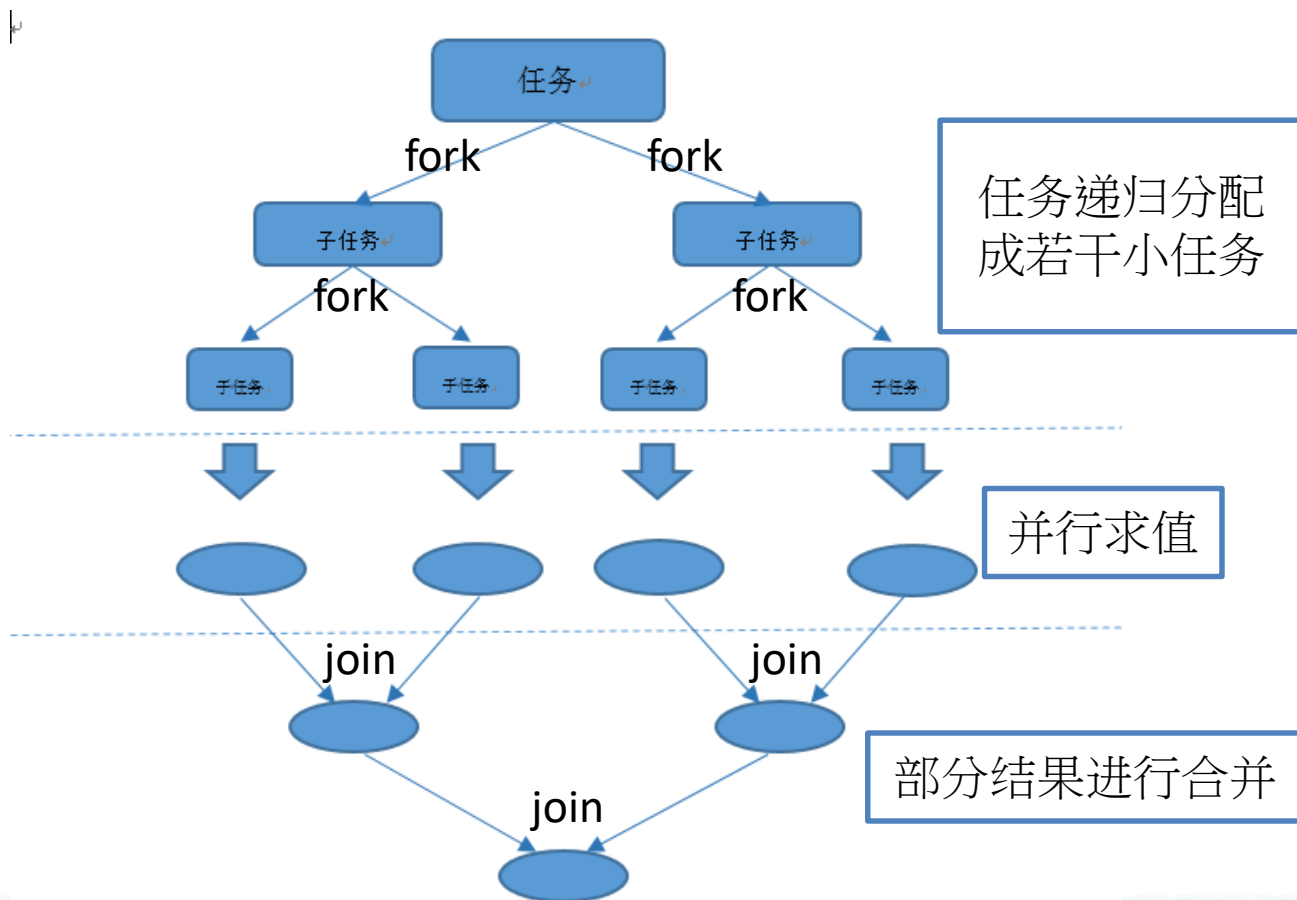 任务
fork
fork
任务递归分配
成若干小任务
子任务
子任务
fork
fork
子任务
子任务
子任务
子任务
并行求值
join
join
部分结果进行合并
join